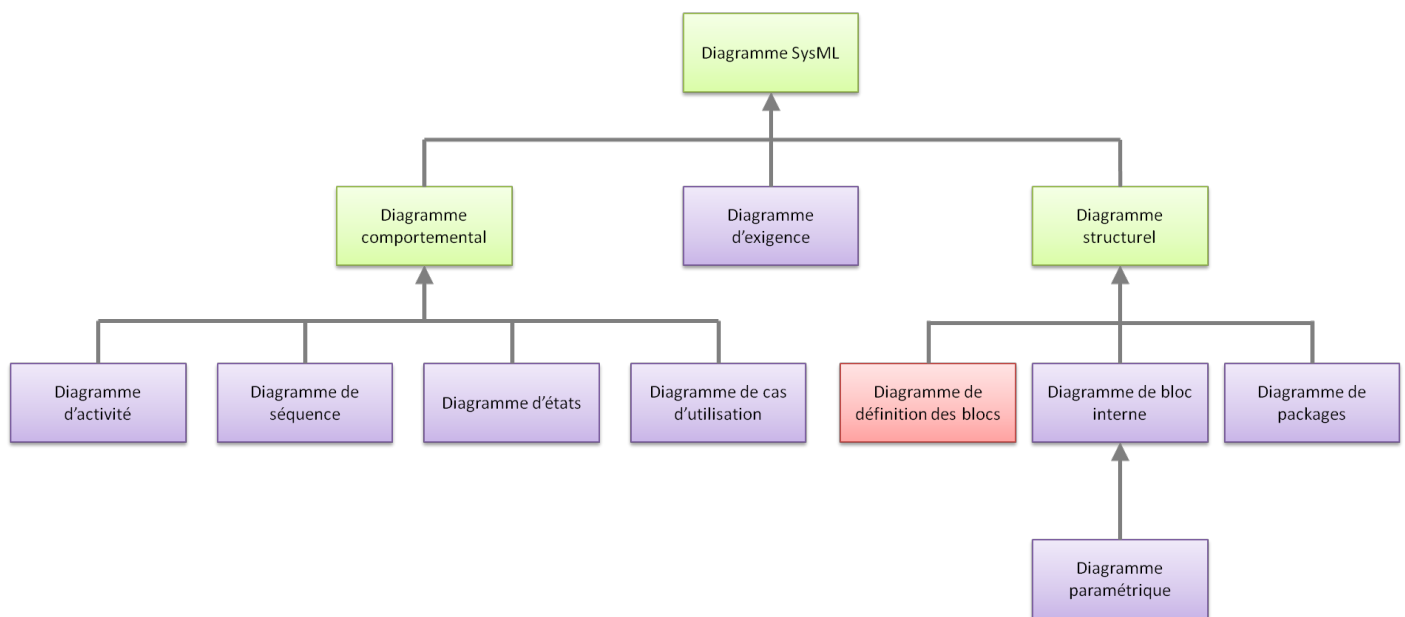 Diagramme SysML
Diagramme
comportemental
Diagramme
d’exigence
Diagramme
structurel
Diagramme
d’activité
Diagramme de
séquence
Diagramme d’états
Diagramme de cas
d’utilisation
Diagramme de
définition des blocs
Diagramme de bloc
interne
Diagramme de
packages
Diagramme
paramétrique